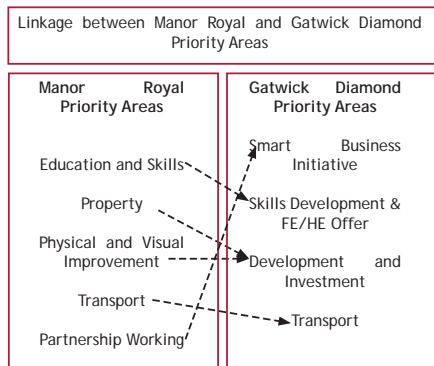 Linkage between Manor Royal and Gatwick Diamond
Priority Areas
Manor Royal
Priority Areas
Education and Skills
Property
Physical and Visual
Improvement
Transport
Partnership Working
Gatwick Diamond
Priority Areas
Smart Business
Initiative
Skills Development &
FE/HE Offer
Development and
Investment
Transport